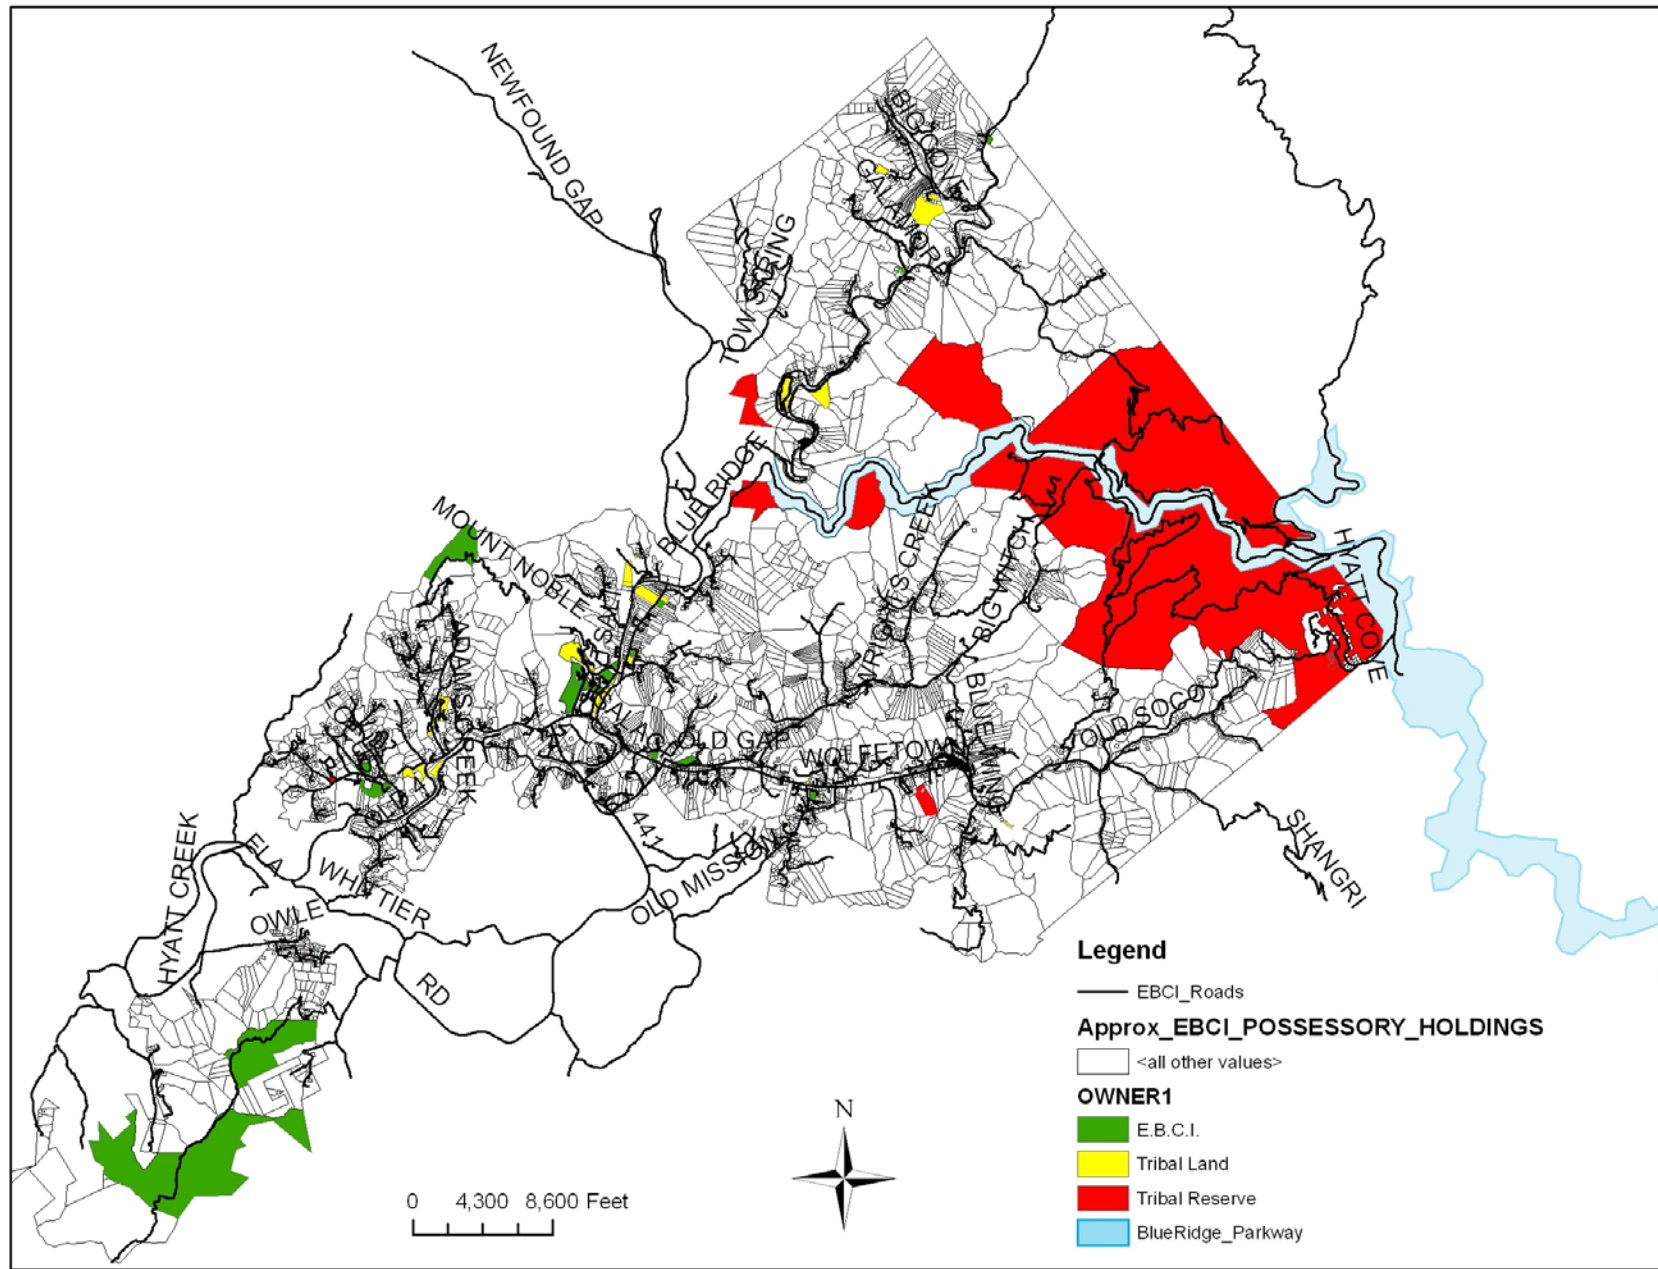 NEWFOUND GAP
BIG COVE
GALAMORE
TOW STRING
BLUE RIDGE
MOUNT NOBLE
WRIGHTS CREEK
BIG WITCH
HYATT COVE
ADAMS CREEK
OLD GAP
WOLFETOWN
BLUE WING
OLD SOCO
SHANGRI
441
OLD MISSION
HYATT CREEK
ELA
WHITTIER
OWLE
RD
Legend
EBCI_Roads
Approx_EBCI_POSSESSORY_HOLDINGS
<all other values>
OWNER1
E.B.C.I.
Tribal Land
Tribal Reserve
BlueRidge_Parkway
N
0 4,300 8,600 Feet